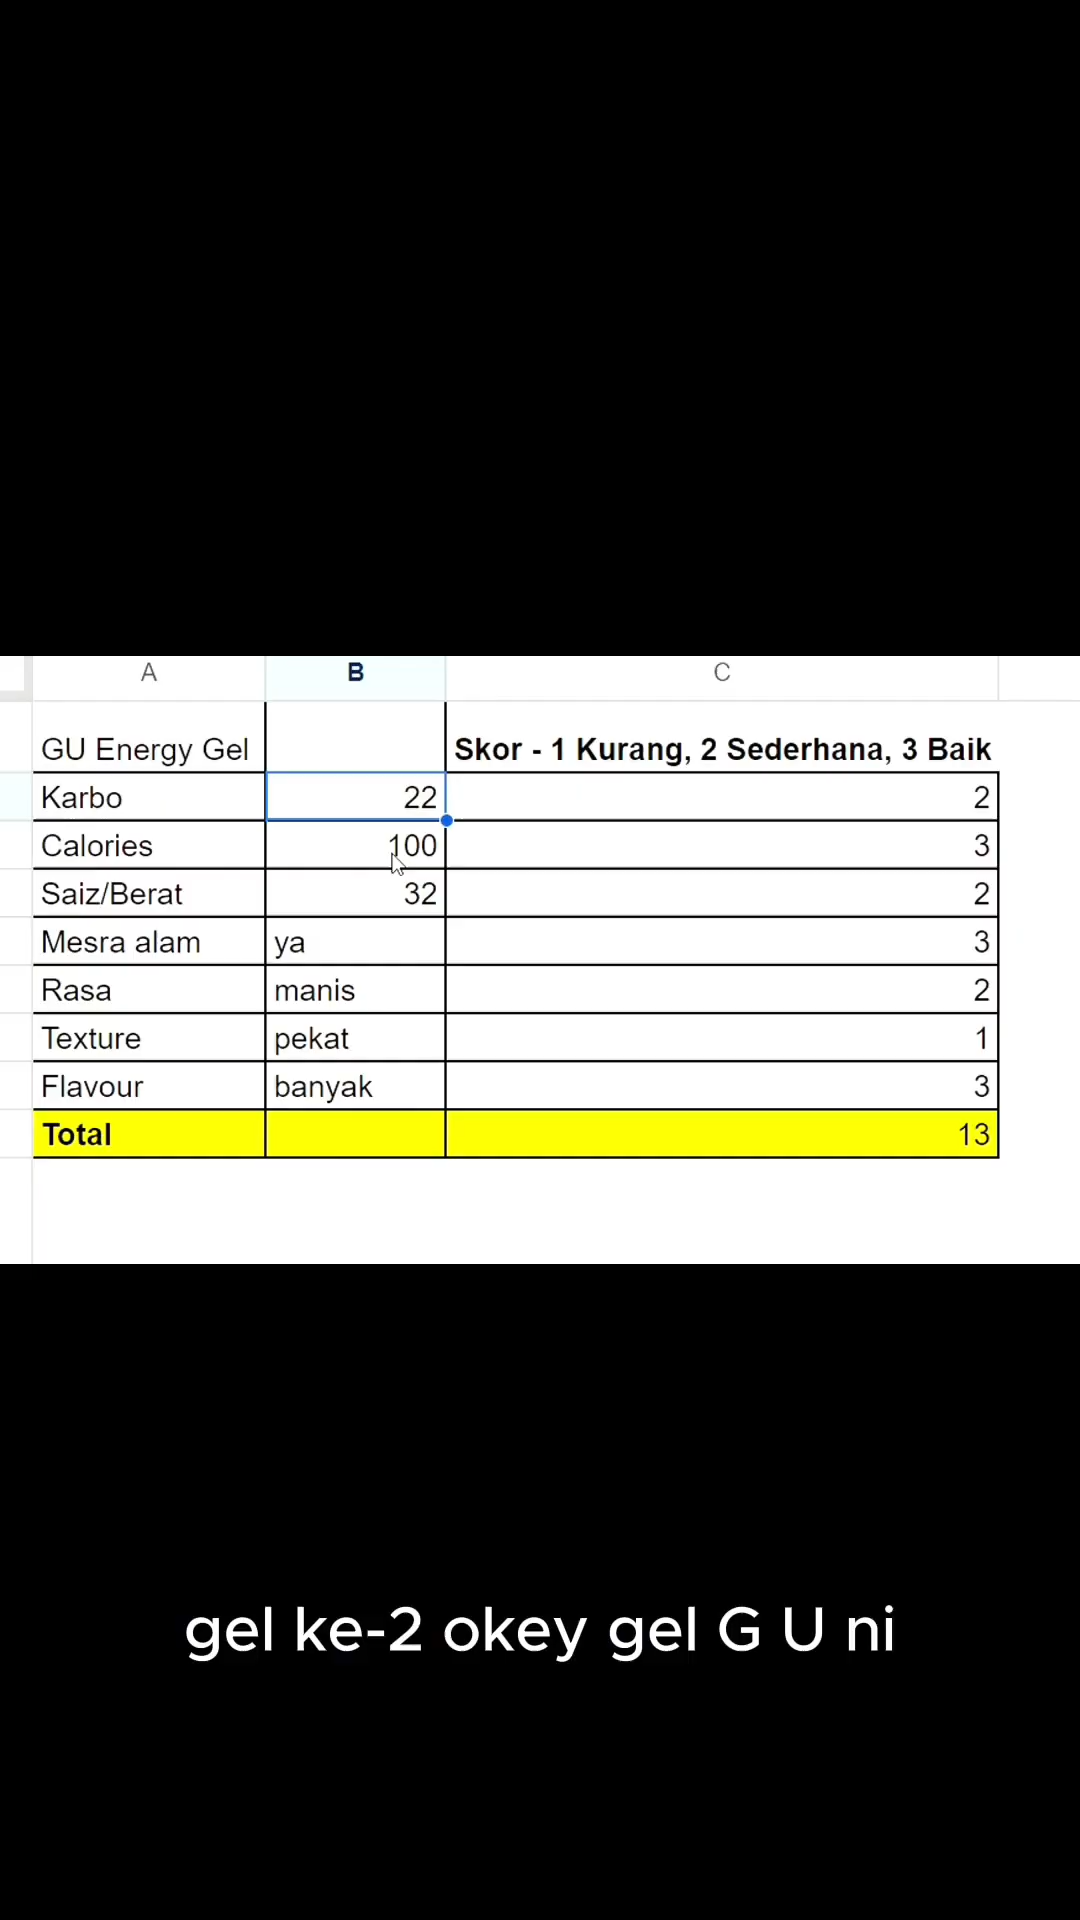 A B C
GU Energy Gel Skor - 1 Kurang, 2 Sederhana, 3 Baik
Karbo 22 2
Calories 100 3
Saiz/Berat 32 2
Mesra alam ya 3
Rasa manis 2
Texture pekat 1
Flavour banyak 3
Total 13
gel ke-2 okey gel G U ni